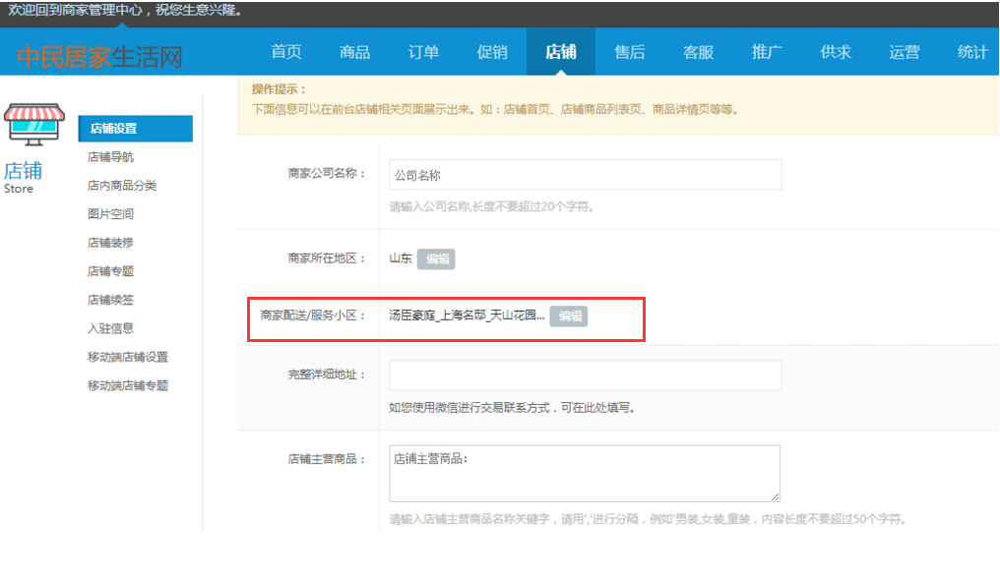 欢迎回到商家管理中心，祝您生意兴隆。
中民居家生活网
首页 商品 订单 促销 店铺 售后 客服 推广 供求 运营 统计
店铺
Store
店铺设置
店铺导航
店内商品分类
图片空间
店铺装修
店铺专题
店铺续签
入驻信息
移动端店铺设置
移动端店铺专题
操作提示：
下面信息可以在前台店铺相关页面展示出来。如：店铺首页、店铺商品列表页、商品详情页等等。
商家公司名称： 公司名称
请输入公司名称,长度不要超过20个字符。
商家所在地区： 山东 编辑
商家配送/服务小区： 汤臣豪庭_上海名邸_天山花园... 编辑
完整详细地址：
如您使用微信进行交易联系方式，可在此处填写。
店铺主营商品： 店铺主营商品:
请输入店铺主营商品名称关键字，请用','进行分隔，例如'男装,女装,童装，内容长度不要超过50个字符。